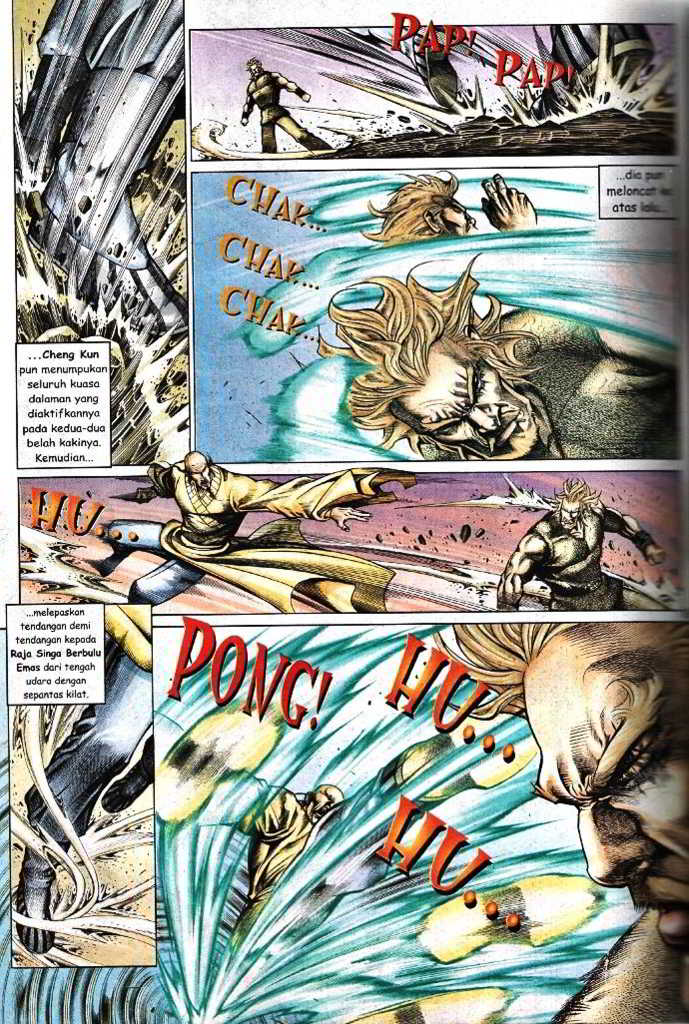 PAP!
PAP!
...Cheng Kun
pun menumpukan
seluruh kuasa
dalaman yang
diaktifkannya
pada kedua-dua
belah kakinya.
Kemudian...
...dia pun
meloncat ke
atas lalu...
CHAK...
CHAK...
CHAK...
HU...
...melepaskan
tendangan demi
tendangan kepada
Raja Singa Berbulu
Emas dari tengah
udara dengan
sepantas kilat.
PONG!
HU...
HU...